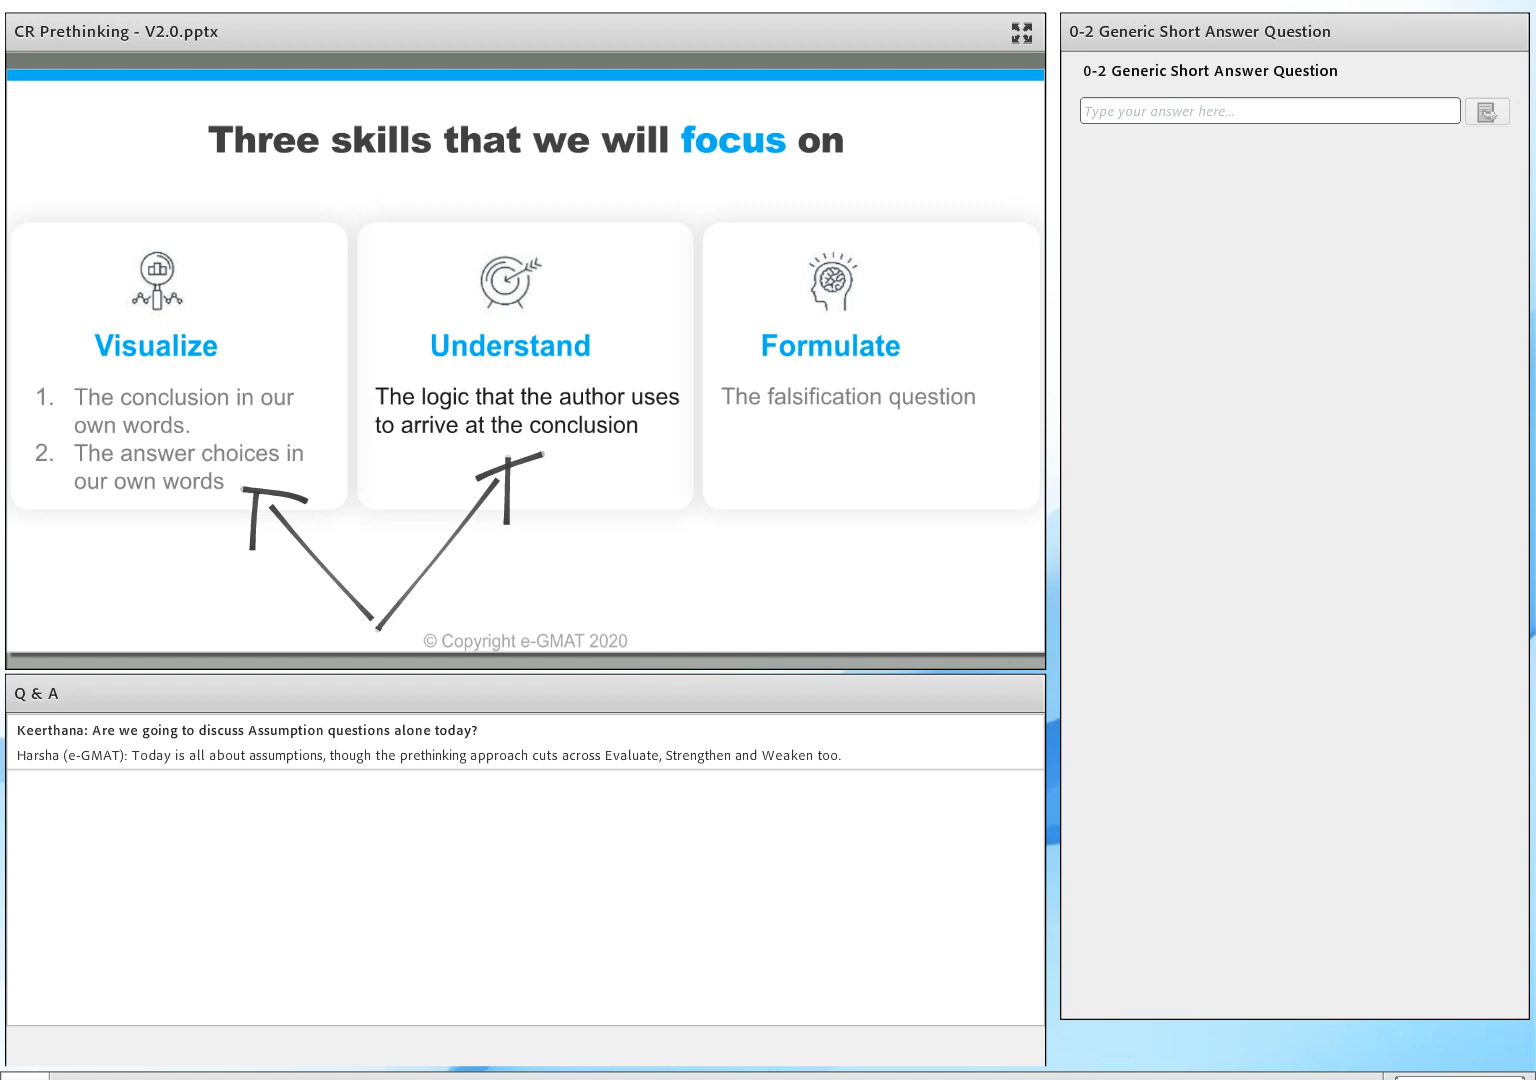 CR Prethinking - V2.0.pptx
Three skills that we will focus on
Visualize
1. The conclusion in our
own words.
2. The answer choices in
our own words
Understand
The logic that the author uses
to arrive at the conclusion
Formulate
The falsification question
© Copyright e-GMAT 2020
Q & A
Keerthana: Are we going to discuss Assumption questions alone today?
Harsha (e-GMAT): Today is all about assumptions, though the prethinking approach cuts across Evaluate, Strengthen and Weaken too.
0-2 Generic Short Answer Question
0-2 Generic Short Answer Question
Type your answer here...